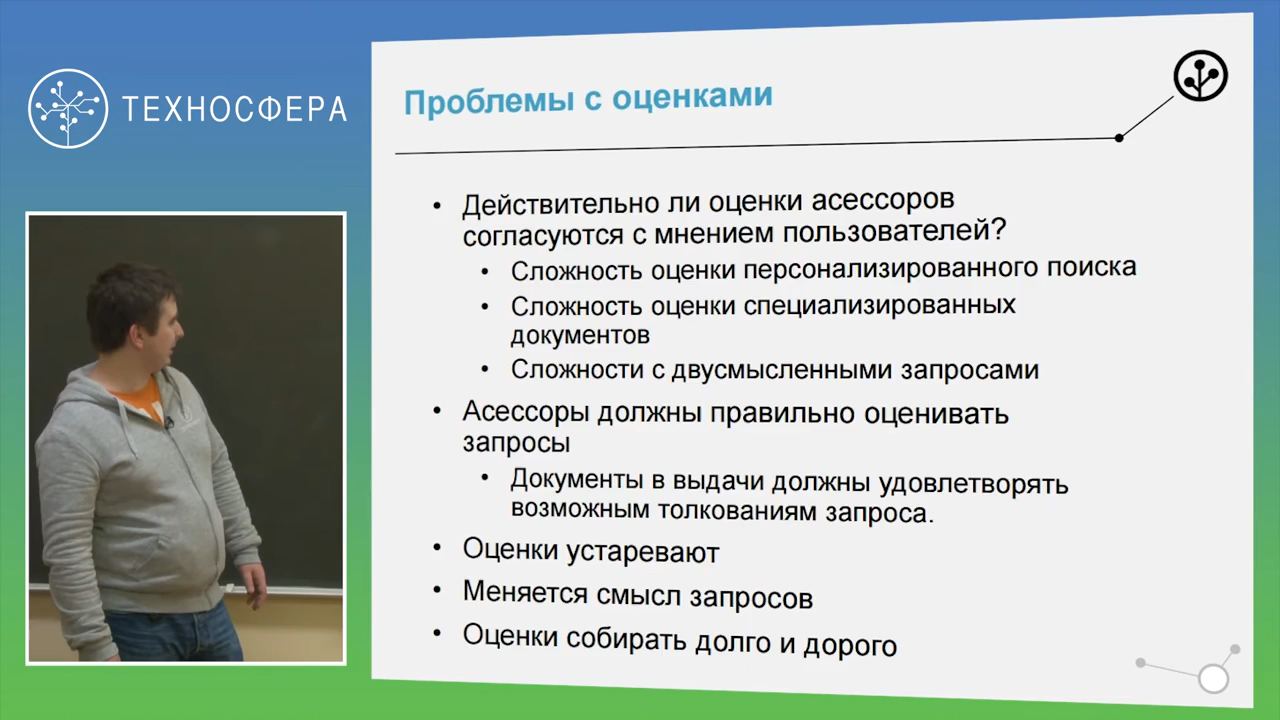 ТЕХНОСФЕРА
Проблемы с оценками
• Действительно ли оценки асессоров
согласуются с мнением пользователей?
• Сложность оценки персонализированного поиска
• Сложность оценки специализированных
документов
• Сложности с двусмысленными запросами
• Асессоры должны правильно оценивать
запросы
• Документы в выдачи должны удовлетворять
возможным толкованиям запроса.
• Оценки устаревают
• Меняется смысл запросов
• Оценки собирать долго и дорого